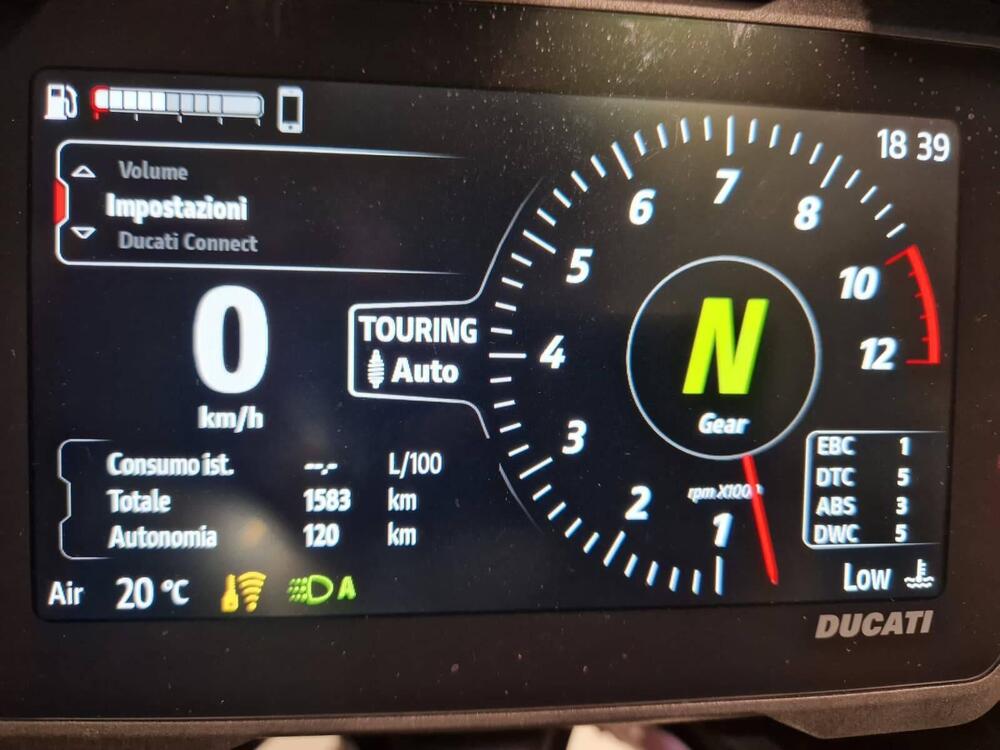 18 39
Volume
Impostazioni
Ducati Connect
0
km/h
TOURING
Auto
Consumo ist. --.- L/100
Totale 1583 km
Autonomia 120 km
Air 20 °C
A
1
2
3
4
5
6
7
8
10
12
N
Gear
rpm X1000
EBC 1
DTC 5
ABS 3
DWC 5
Low
DUCATI